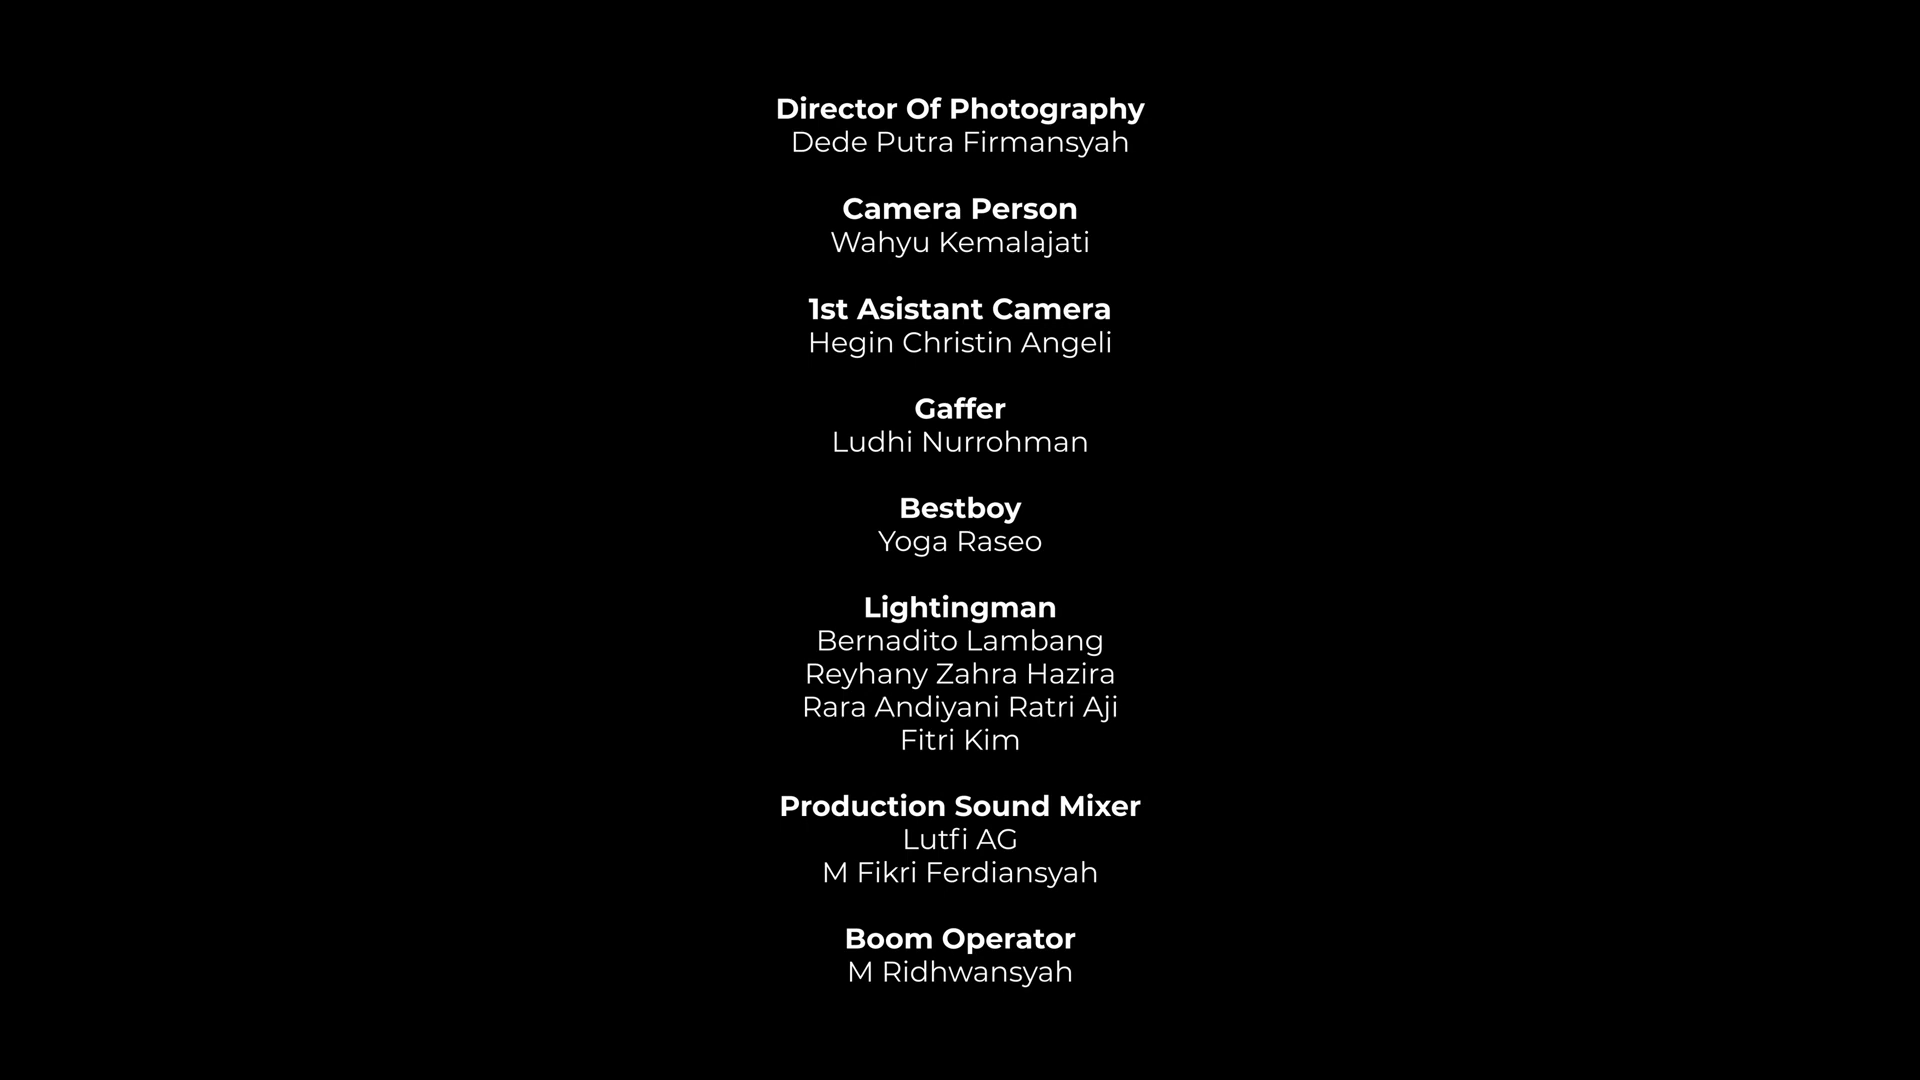 Director Of Photography
Dede Putra Firmansyah
Camera Person
Wahyu Kemalajati
1st Asistant Camera
Hegin Christin Angeli
Gaffer
Ludhi Nurrohman
Bestboy
Yoga Raseo
Lightingman
Bernadito Lambang
Reyhany Zahra Hazira
Rara Andiyani Ratri Aji
Fitri Kim
Production Sound Mixer
Lutfi AG
M Fikri Ferdiansyah
Boom Operator
M Ridhwansyah